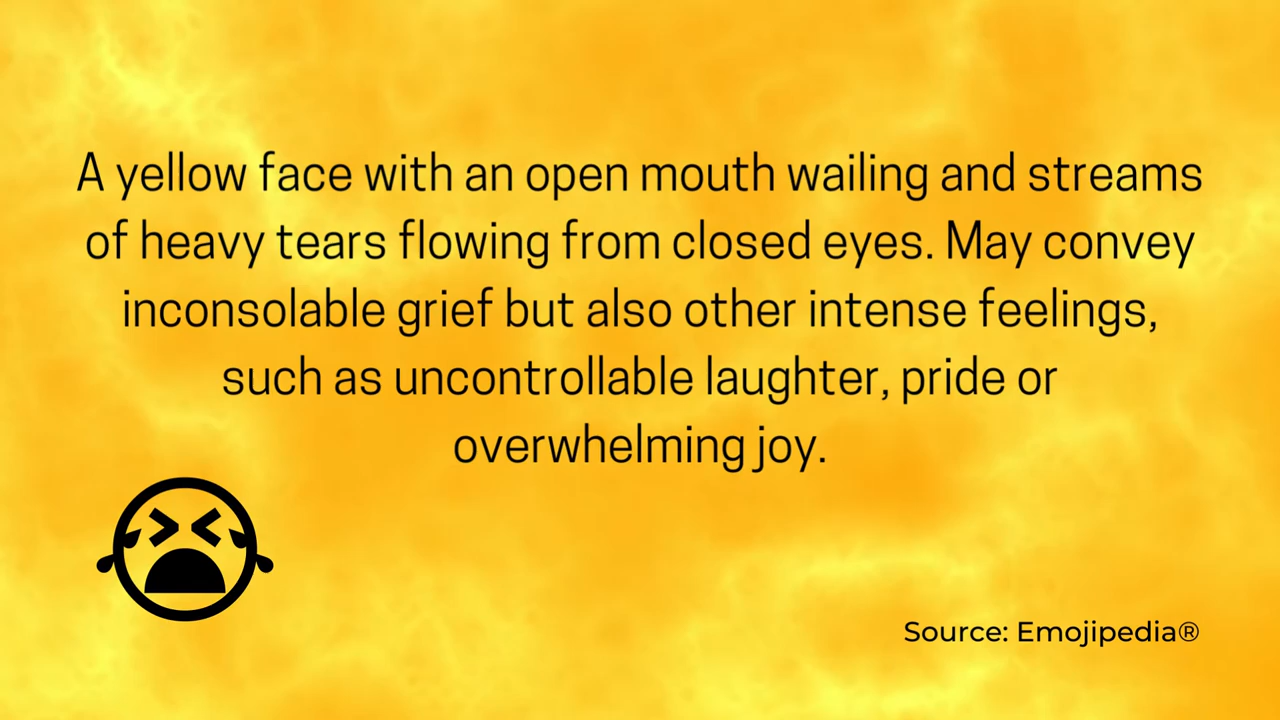 A yellow face with an open mouth wailing and streams
of heavy tears flowing from closed eyes. May convey
inconsolable grief but also other intense feelings,
such as uncontrollable laughter, pride or
overwhelming joy.
Source: Emojipedia®